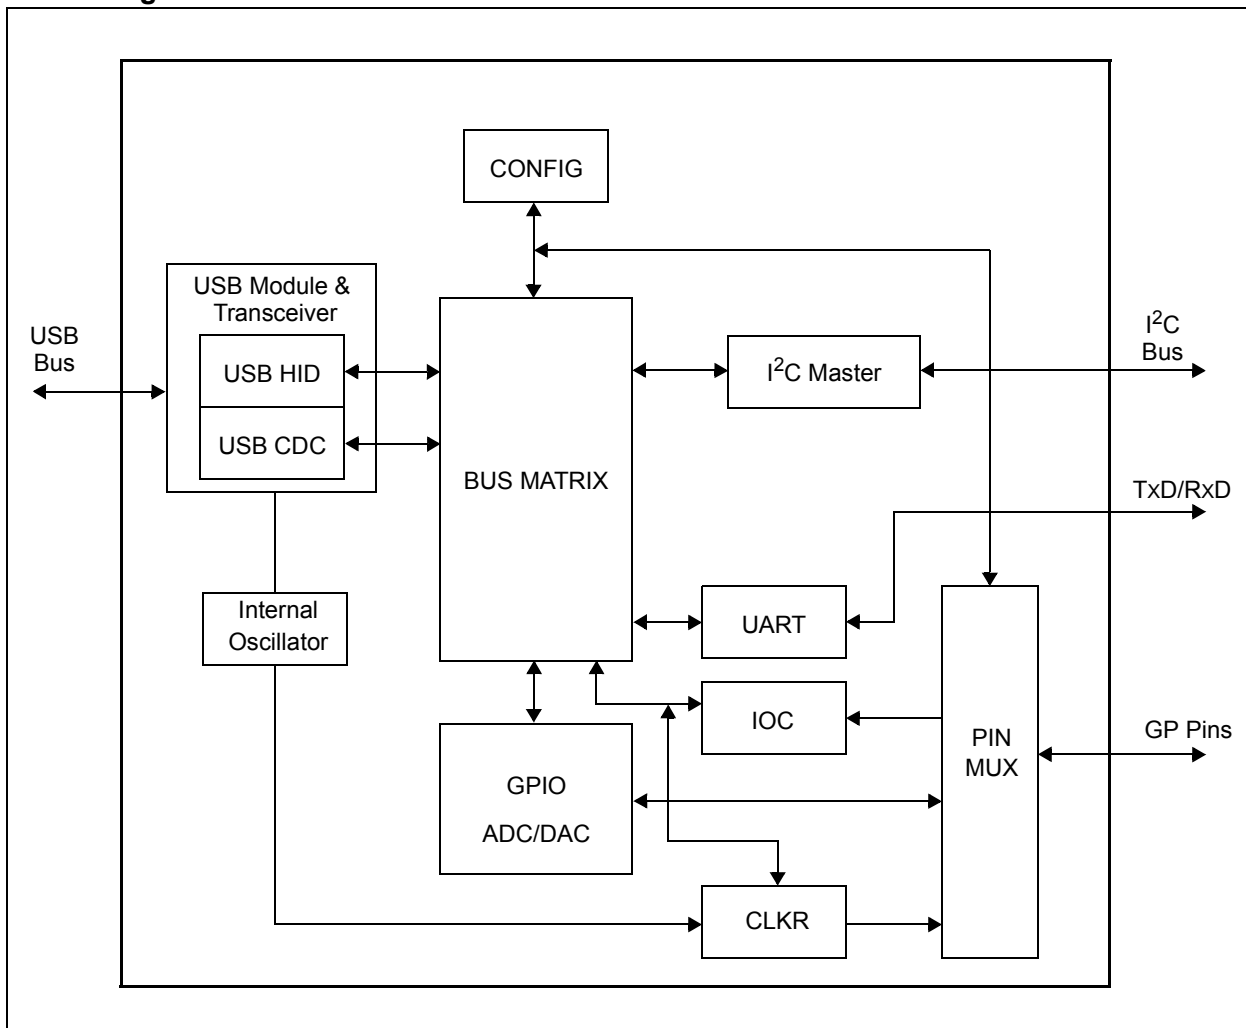 CONFIG
USB Module &
Transceiver
USB HID
USB CDC
USB
Bus
BUS MATRIX
I²C Master
I²C
Bus
TxD/RxD
Internal
Oscillator
UART
IOC
PIN
MUX
GP Pins
GPIO
ADC/DAC
CLKR